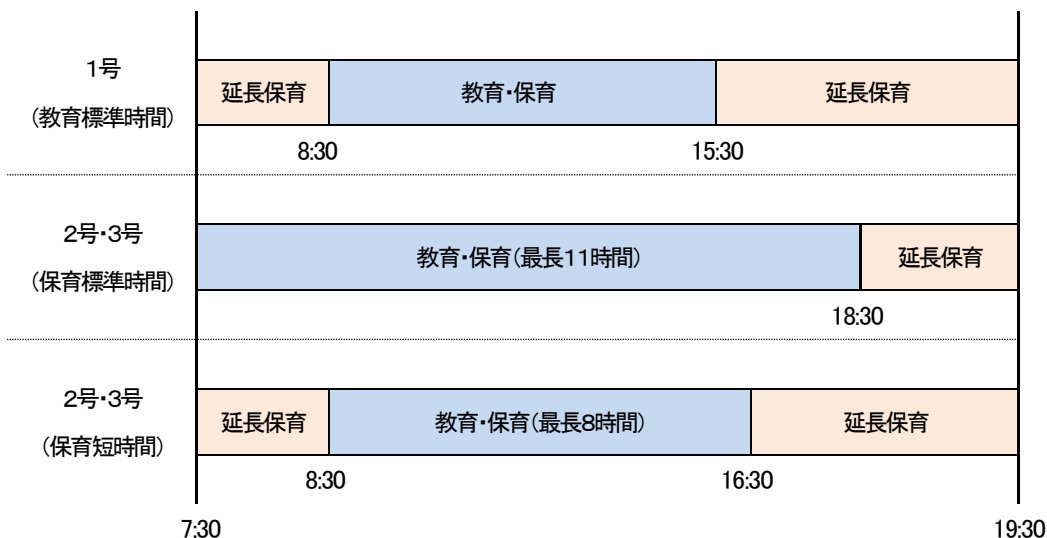 1号
(教育標準時間)
延長保育
教育・保育
延長保育
8:30
15:30
2号・3号
(保育標準時間)
教育・保育(最長11時間)
延長保育
18:30
2号・3号
(保育短時間)
延長保育
教育・保育(最長8時間)
延長保育
8:30
16:30
7:30
19:30